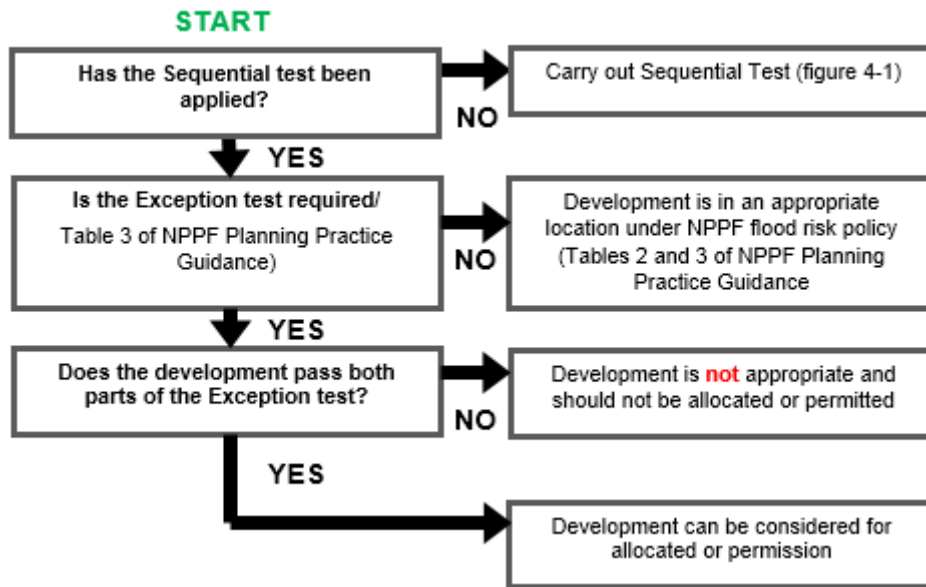 START
Has the Sequential test been
applied?
Carry out Sequential Test (figure 4-1)
NO
YES
Is the Exception test required/
Table 3 of NPPF Planning Practice
Guidance)
Development is in an appropriate
location under NPPF flood risk policy
(Tables 2 and 3 of NPPF Planning
Practice Guidance
NO
YES
Does the development pass both
parts of the Exception test?
Development is not appropriate and
should not be allocated or permitted
NO
YES
Development can be considered for
allocated or permission